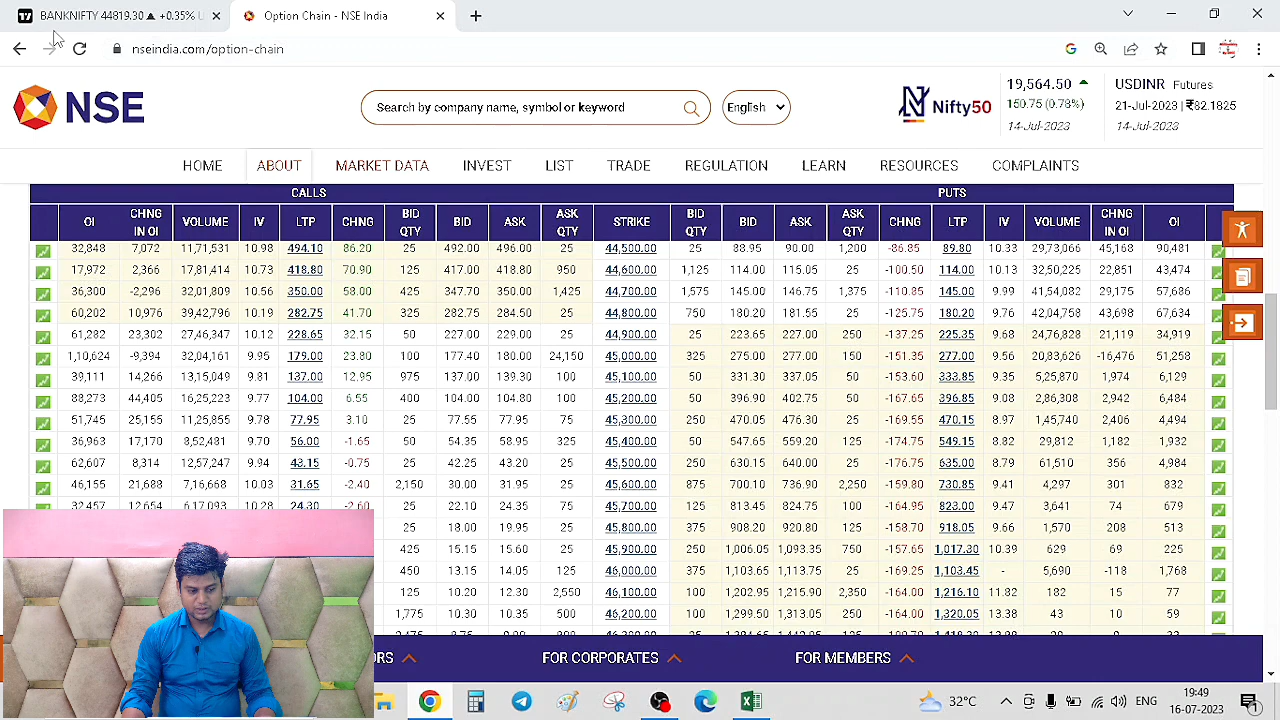 BANKNIFTY 44819.30 ▲ +0.35% U
Option Chain - NSE India
nseindia.com/option-chain
NSE
Search by company name, symbol or keyword
English
Nifty50
19,564.50
150.75 (0.78%)
14-Jul-2023
USDINR Futures
21-Jul-2023 | ₹82.1825
14-Jul-2023
HOME ABOUT MARKET DATA INVEST LIST TRADE REGULATION LEARN RESOURCES COMPLAINTS
CALLS PUTS
OI CHNG IN OI VOLUME IV LTP CHNG BID QTY BID ASK ASK QTY STRIKE BID QTY BID ASK ASK QTY CHNG LTP IV VOLUME CHNG IN OI OI
32,848 7,072 11,71,531 10.98 494.10 86.20 25 492.00 496.00 25 44,500.00 25 88.95 90.00 1,200 -86.85 89.80 10.33 29,73,066 45,163 90,481
17,972 2,366 17,81,414 10.73 418.80 70.90 125 417.00 418.80 950 44,600.00 1,125 115.05 25 -100.50 114.00 10.13 32,50,226 22,851 43,474
36,300 -2,296 32,01,809 10.56 350.00 58.00 425 347.70 350.00 1,425 44,700.00 1,575 145.00 146.75 1,375 -110.85 145.00 9.99 41,54,082 29,175 57,686
60,202 10,976 39,42,796 10.19 282.75 41.70 325 282.75 284.50 25 44,800.00 750 180.20 181.55 25 -125.75 180.20 9.76 42,04,758 43,698 67,634
61,282 23,302 27,46,347 10.12 228.65 32.15 50 227.00 229.00 25 44,900.00 25 223.65 227.00 250 -137.25 225.35 9.68 24,76,828 21,119 34,919
1,10,624 -9,394 32,04,161 9.95 179.00 23.80 100 177.40 180.00 24,150 45,000.00 325 277.00 150 -151.30 277.00 9.56 20,83,626 -16,476 51,258
39,111 14,266 13,15,049 9.81 137.00 12.95 975 137.00 100 45,100.00 50 331.30 337.05 50 -153.60 333.85 9.35 5,25,870 1,974 6,129
88,273 44,405 16,25,223 9.77 104.00 6.55 400 104.00 104.30 100 45,200.00 50 402.70 25 -167.65 396.85 9.08 2,86,308 2,942 6,484
51,745 25,155 11,25,855 9.78 77.95 3.10 50 77.55 77.95 75 45,300.00 250 476.30 25 -169.55 470.15 8.97 1,45,740 2,406 4,494
36,963 17,170 8,52,481 9.70 56.00 -1.65 50 54.35 325 45,400.00 50 547.65 559.20 125 -174.75 549.15 8.82 29,812 1,182 1,922
62,607 8,314 12,57,247 9.94 43.15 -0.75 25 42.25 43.20 25 45,500.00 250 630.15 640.00 25 -176.75 635.00 8.79 61,510 356 4,984
46,155 21,688 7,16,668 10.03 31.65 -2.40 2,150 30.00 25 45,600.00 875 736.90 2,250 -159.80 730.85 9.41 4,297 301 832
32,457 12,654 6,17,093 10.28 24.30 -2.60 25 22.10 24.35 75 45,700.00 125 813.45 824.75 100 -164.95 823.00 9.47 3,641 74 679
25 18.00 19.95 25 45,800.00 375 908.20 920.80 100 -158.70 918.05 9.66 1,570 203 513
425 15.15 15.60 25 45,900.00 250 1,006.05 1,093.35 750 -157.65 1,017.30 10.39 629 69 225
450 13.15 14.05 125 46,000.00 375 1,103.65 1,113.75 25 -169.25 1,103.45 - 5,690 -118 1,768
125 10.20 12.30 2,550 46,100.00 100 1,202.95 1,215.90 2,350 -164.00 1,216.10 11.82 182 15 77
1,775 10.30 10.35 500 46,200.00 100 1,299.50 1,313.05 250 -164.00 1,320.05 13.38 43 10 59
ORS FOR CORPORATES FOR MEMBERS
32°C
ENG
19:49
16-07-2023
1